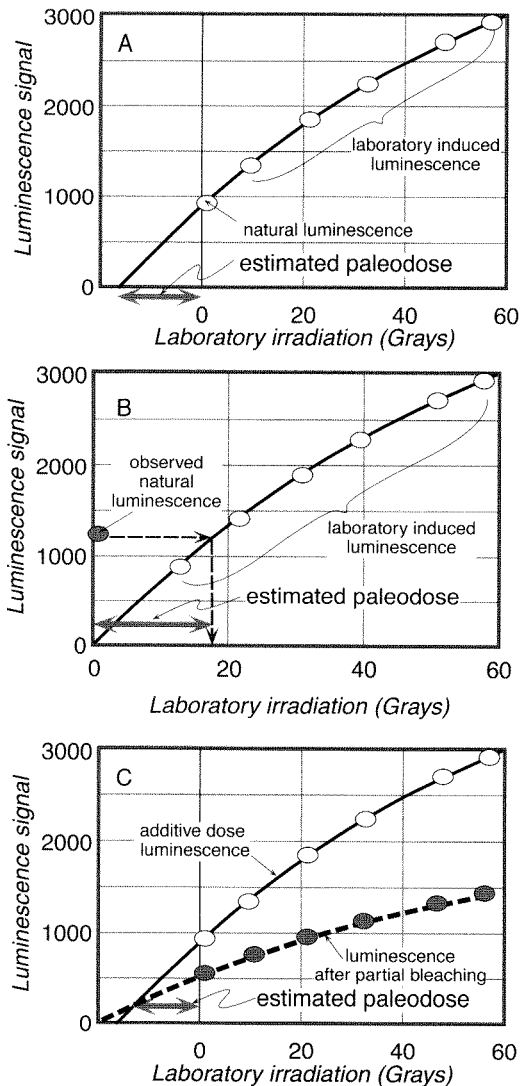 A
Luminescence signal
3000
2000
1000
0
laboratory induced
luminescence
natural luminescence
estimated paleodose
0 20 40 60
Laboratory irradiation (Grays)
B
Luminescence signal
3000
2000
1000
0
observed
natural
luminescence
laboratory induced
luminescence
estimated paleodose
0 20 40 60
Laboratory irradiation (Grays)
C
Luminescence signal
3000
2000
1000
0
additive dose
luminescence
luminescence
after partial bleaching
estimated paleodose
0 20 40 60
Laboratory irradiation (Grays)